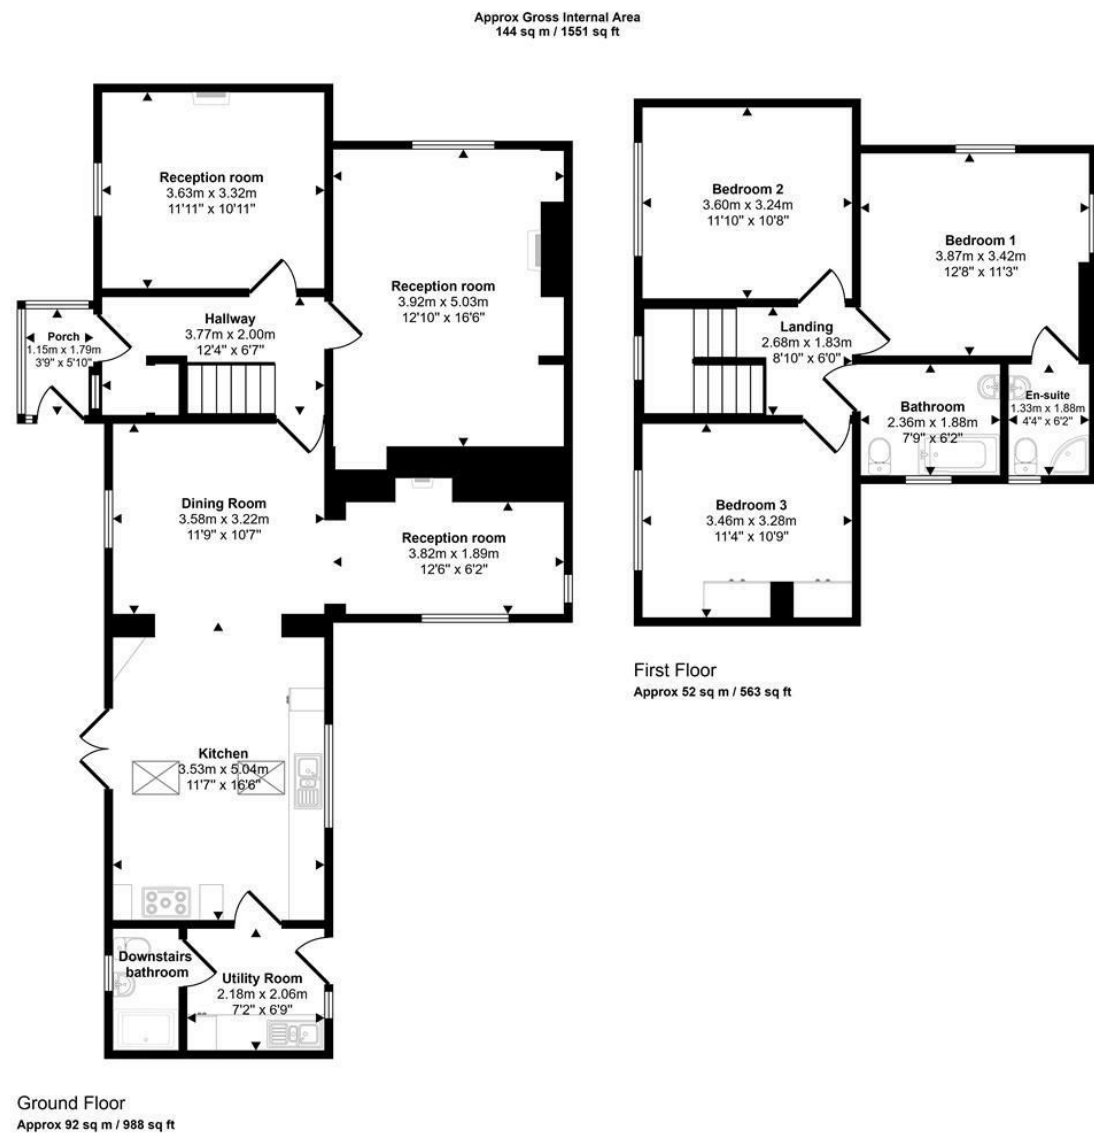 Approx Gross Internal Area
144 sq m / 1551 sq ft
Reception room
3.63m x 3.32m
11'11" x 10'11"
Reception room
3.92m x 5.03m
12'10" x 16'6"
Porch
1.15m x 1.79m
3'9" x 5'10"
Hallway
3.77m x 2.00m
12'4" x 6'7"
Dining Room
3.58m x 3.22m
11'9" x 10'7"
Reception room
3.82m x 1.89m
12'6" x 6'2"
Kitchen
3.53m x 5.04m
11'7" x 16'6"
Downstairs
bathroom
Utility Room
2.18m x 2.06m
7'2" x 6'9"
Ground Floor
Approx 92 sq m / 988 sq ft
Bedroom 2
3.60m x 3.24m
11'10" x 10'8"
Bedroom 1
3.87m x 3.42m
12'8" x 11'3"
Landing
2.68m x 1.83m
8'10" x 6'0"
Bathroom
2.36m x 1.88m
7'9" x 6'2"
En-suite
1.33m x 1.88m
4'4" x 6'2"
Bedroom 3
3.46m x 3.28m
11'4" x 10'9"
First Floor
Approx 52 sq m / 563 sq ft